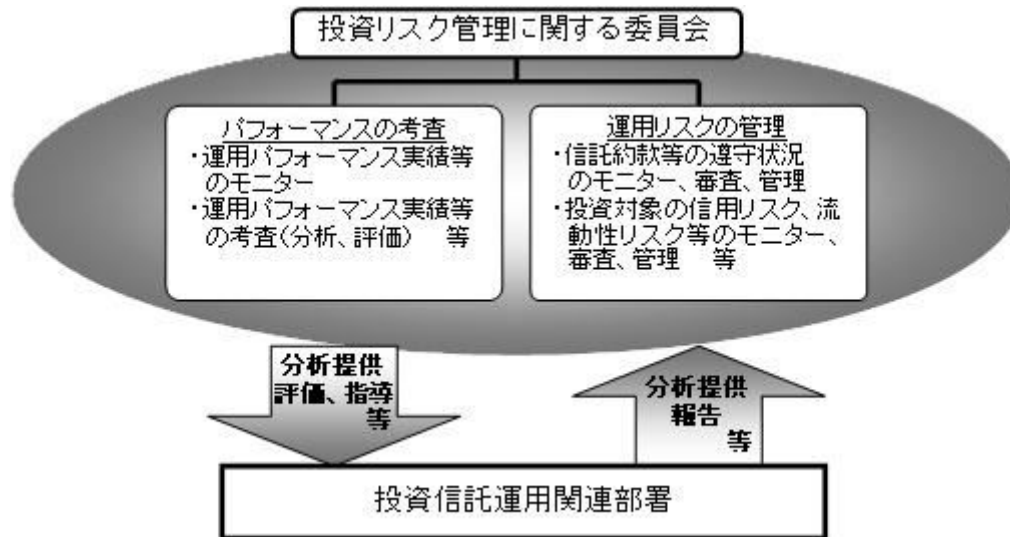 投資リスク管理に関する委員会
パフォーマンスの考査
・運用パフォーマンス実績等
のモニター
・運用パフォーマンス実績等
の考査(分析、評価) 等
運用リスクの管理
・信託約款等の遵守状況
のモニター、審査、管理
・投資対象の信用リスク、流
動性リスク等のモニター、
審査、管理 等
分析提供
評価、指導
等
分析提供
報告
等
投資信託運用関連部署